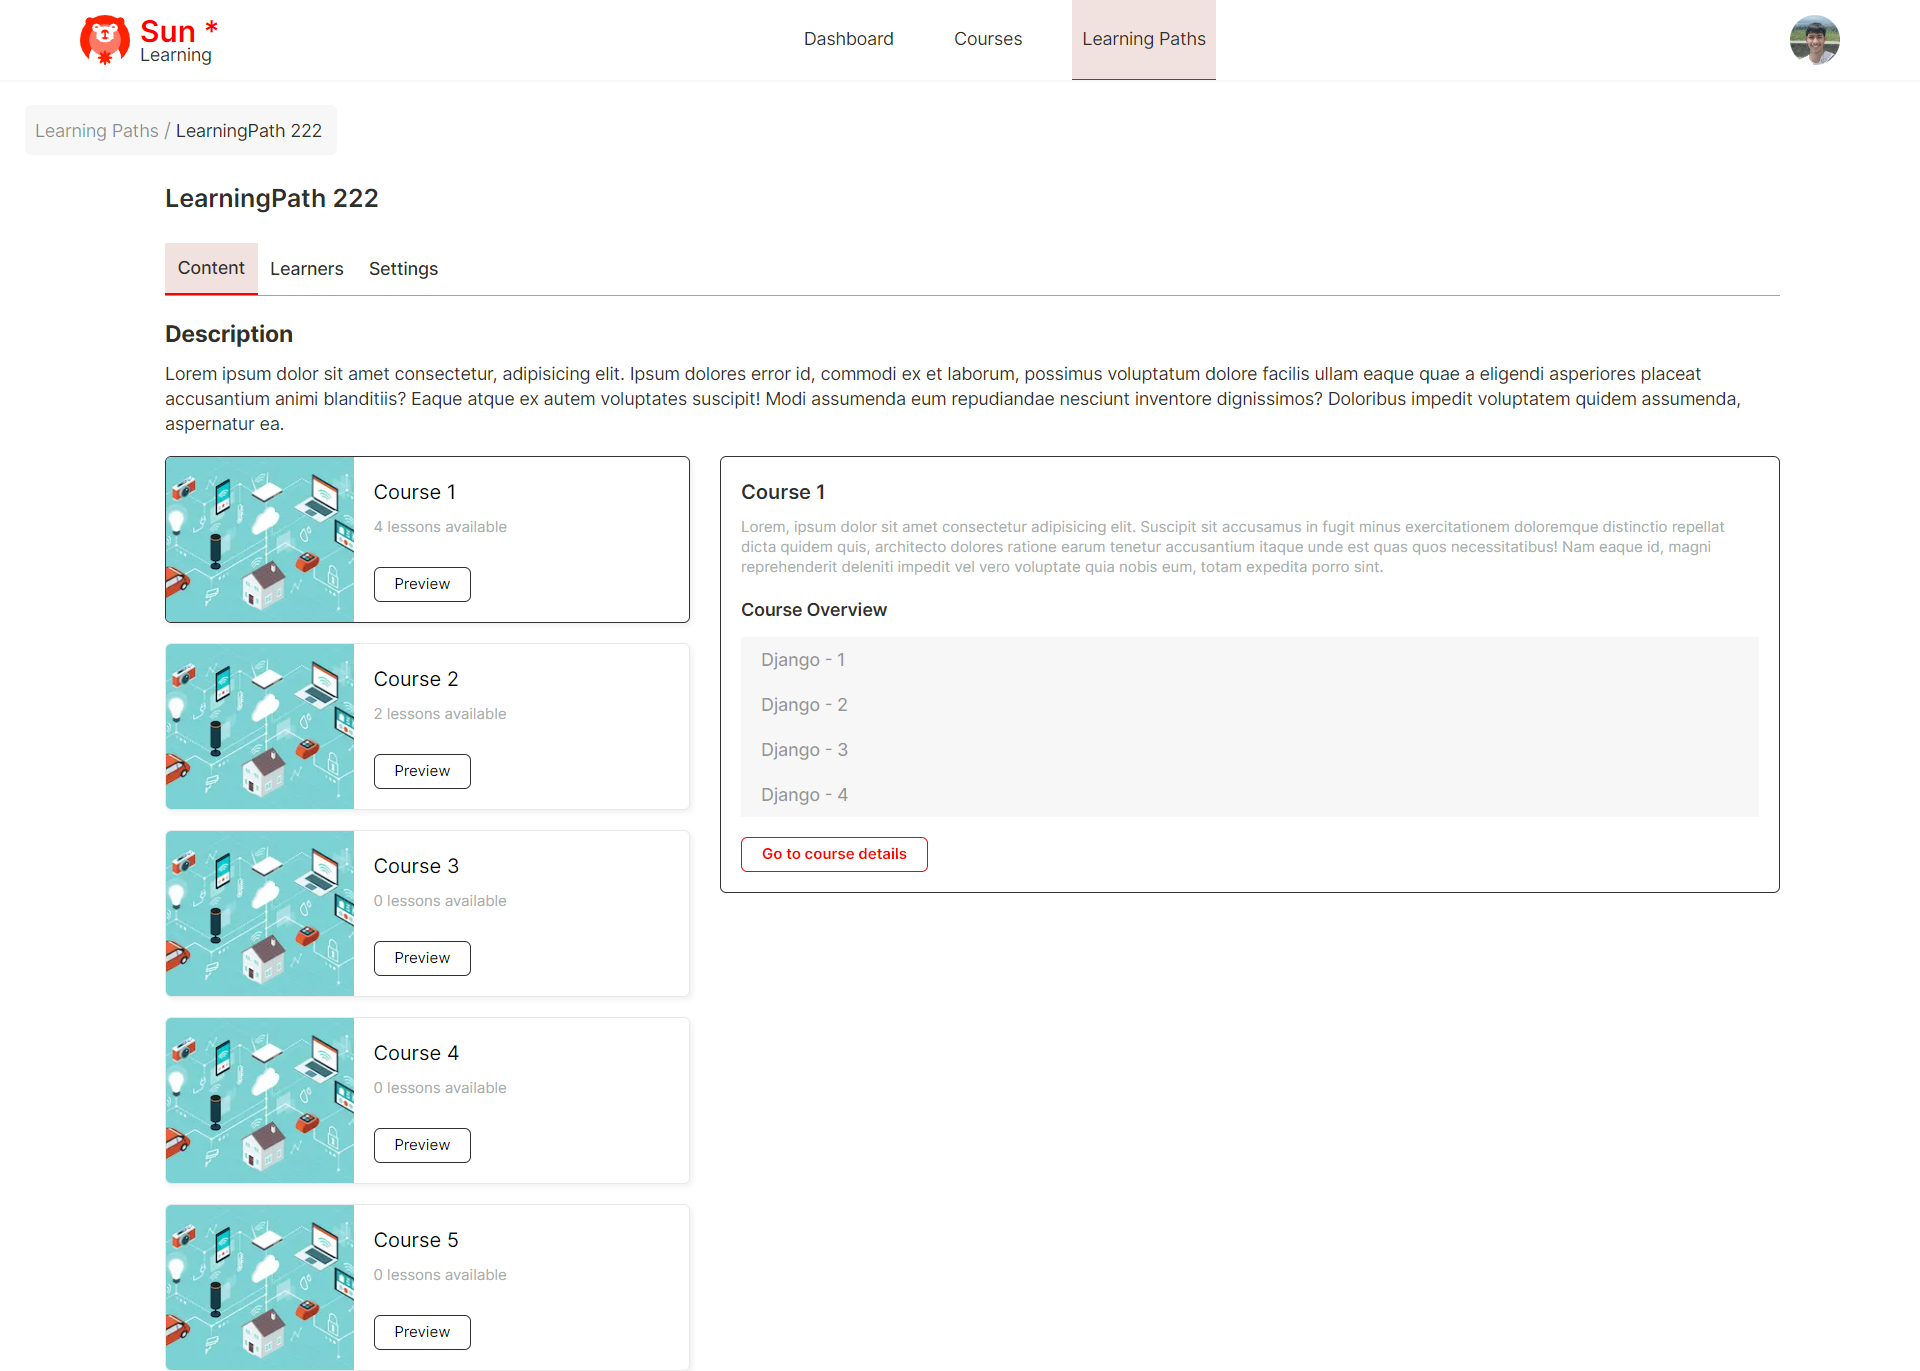 Sun *
Learning
Dashboard
Courses
Learning Paths
Learning Paths / LearningPath 222
LearningPath 222
Content
Learners
Settings
Description
Lorem ipsum dolor sit amet consectetur, adipisicing elit. Ipsum dolores error id, commodi ex et laborum, possimus voluptatum dolore facilis ullam eaque quae a eligendi asperiores placeat
accusantium animi blanditiis? Eaque atque ex autem voluptates suscipit! Modi assumenda eum repudiandae nesciunt inventore dignissimos? Doloribus impedit voluptatem quidem assumenda,
aspernatur ea.
Course 1
4 lessons available
Preview
Course 2
2 lessons available
Preview
Course 3
0 lessons available
Preview
Course 4
0 lessons available
Preview
Course 5
0 lessons available
Preview
Course 1
Lorem, ipsum dolor sit amet consectetur adipisicing elit. Suscipit sit accusamus in fugit minus exercitationem doloremque distinctio repellat
dicta quidem quis, architecto dolores ratione earum tenetur accusantium itaque unde est quas quos necessitatibus! Nam eaque id, magni
reprehenderit deleniti impedit vel vero voluptate quia nobis eum, totam expedita porro sint.
Course Overview
Django - 1
Django - 2
Django - 3
Django - 4
Go to course details